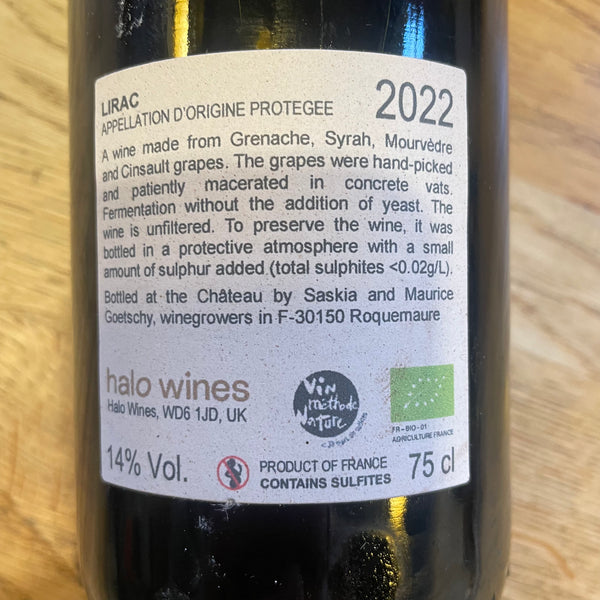 LIRAC
APPELLATION D'ORIGINE PROTEGEE
2022
A wine made from Grenache, Syrah, Mourvèdre
and Cinsault grapes. The grapes were hand-picked
and patiently macerated in concrete vats.
Fermentation without the addition of yeast. The
wine is unfiltered. To preserve the wine, it was
bottled in a protective atmosphere with a small
amount of sulphur added (total sulphites <0.02g/L).
Bottled at the Château by Saskia and Maurice
Goetschy, winegrowers in F-30150 Roquemaure
halo wines
Halo Wines, WD6 1JD, UK
Vin
méthode
Nature
FR-BIO-01
AGRICULTURE FRANCE
14% Vol.
PRODUCT OF FRANCE
CONTAINS SULFITES
75 cl